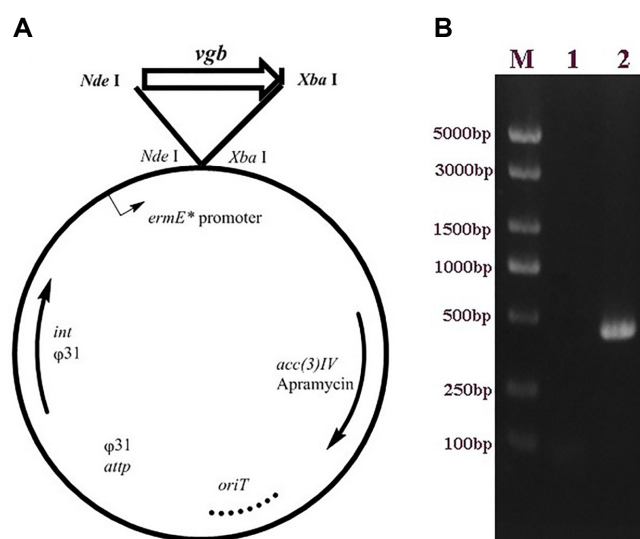 A
vgb
Nde I
Xba I
Nde I
Xba I
ermE* promoter
int
φ31
acc(3)IV
Apramycin
φ31
attp
oriT
B
M 1 2
5000bp
3000bp
1500bp
1000bp
500bp
250bp
100bp